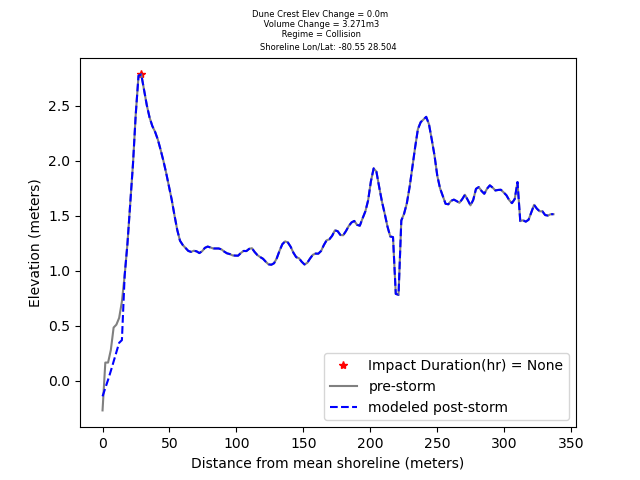 Dune Crest Elev Change = 0.0m
Volume Change = 3.271m3
Regime = Collision
Shoreline Lon/Lat: -80.55 28.504
Elevation (meters)
2.5
2.0
1.5
1.0
0.5
0.0
Impact Duration(hr) = None
pre-storm
modeled post-storm
0 50 100 150 200 250 300 350
Distance from mean shoreline (meters)